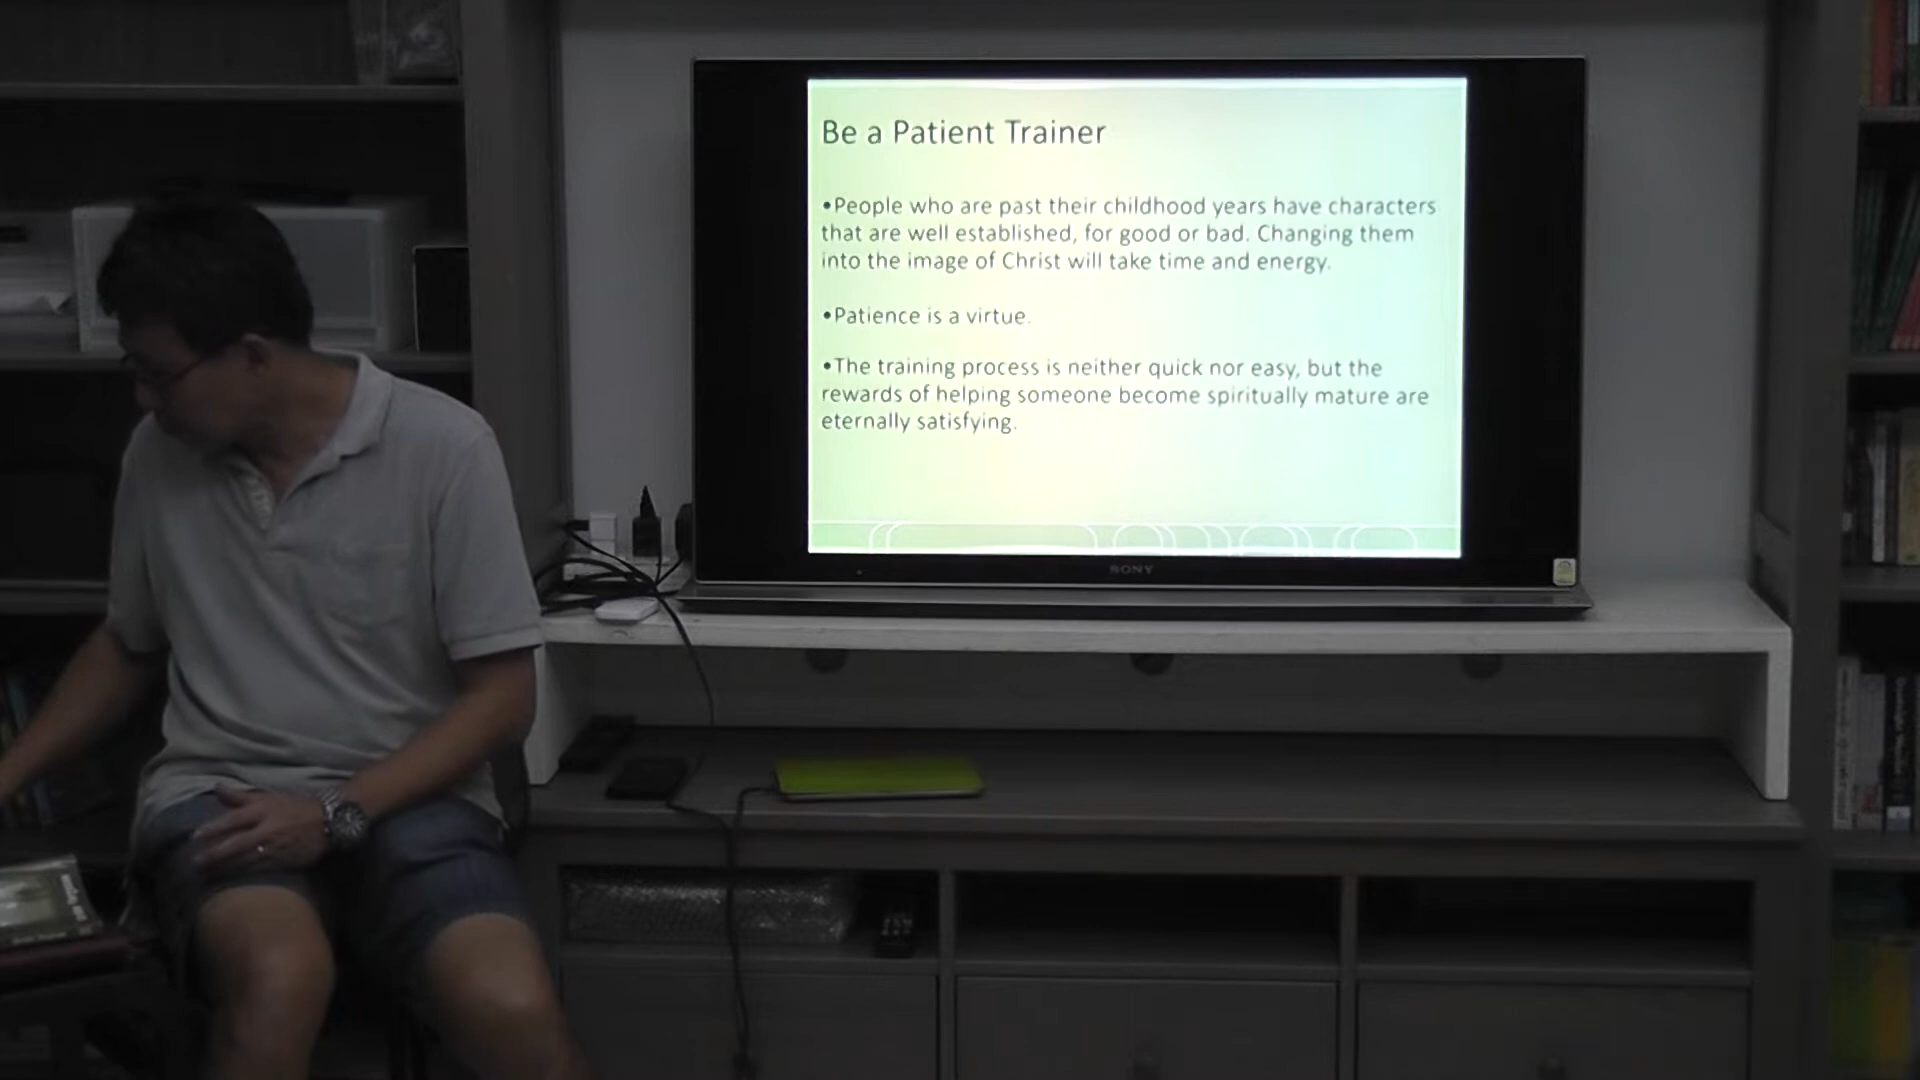 Be a Patient Trainer
•People who are past their childhood years have characters
that are well established, for good or bad. Changing them
into the image of Christ will take time and energy.
•Patience is a virtue.
•The training process is neither quick nor easy, but the
rewards of helping someone become spiritually mature are
eternally satisfying.
SONY